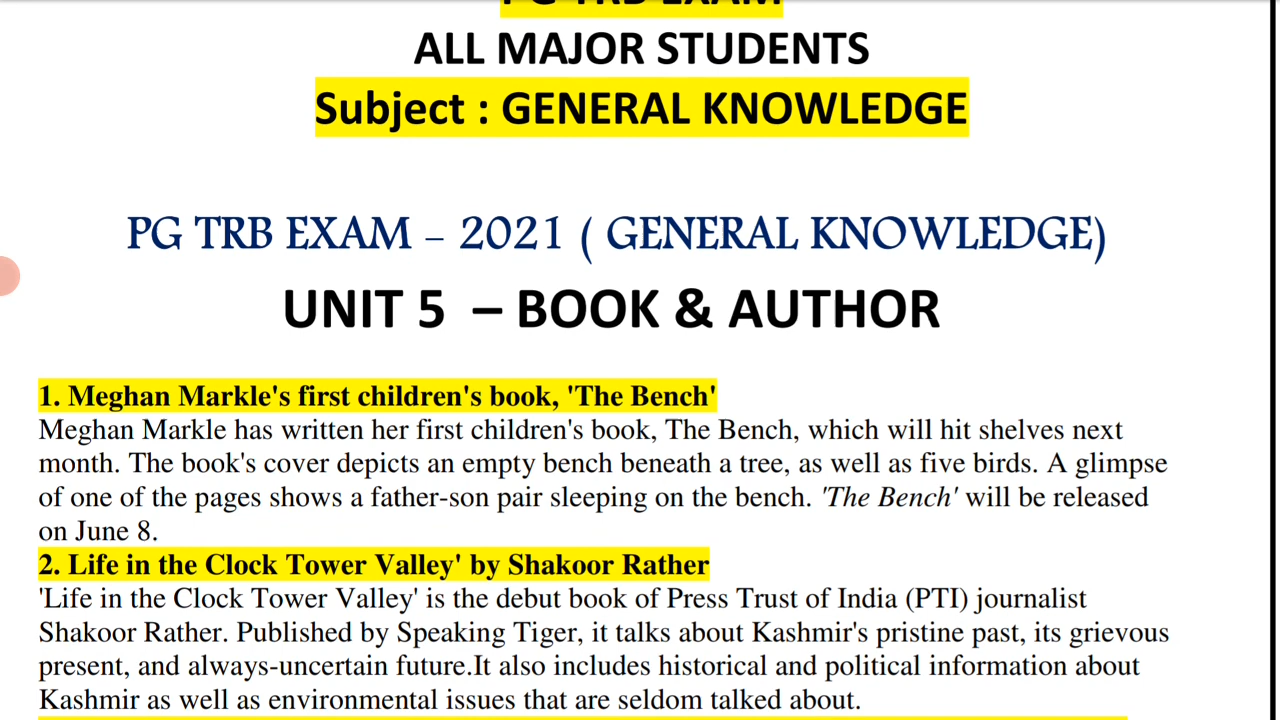 PG TRB EXAM
ALL MAJOR STUDENTS
Subject : GENERAL KNOWLEDGE
PG TRB EXAM – 2021 ( GENERAL KNOWLEDGE)
UNIT 5 – BOOK & AUTHOR
1. Meghan Markle's first children's book, 'The Bench'
Meghan Markle has written her first children's book, The Bench, which will hit shelves next
month. The book's cover depicts an empty bench beneath a tree, as well as five birds. A glimpse
of one of the pages shows a father-son pair sleeping on the bench. 'The Bench' will be released
on June 8.
2. Life in the Clock Tower Valley' by Shakoor Rather
'Life in the Clock Tower Valley' is the debut book of Press Trust of India (PTI) journalist
Shakoor Rather. Published by Speaking Tiger, it talks about Kashmir's pristine past, its grievous
present, and always-uncertain future.It also includes historical and political information about
Kashmir as well as environmental issues that are seldom talked about.